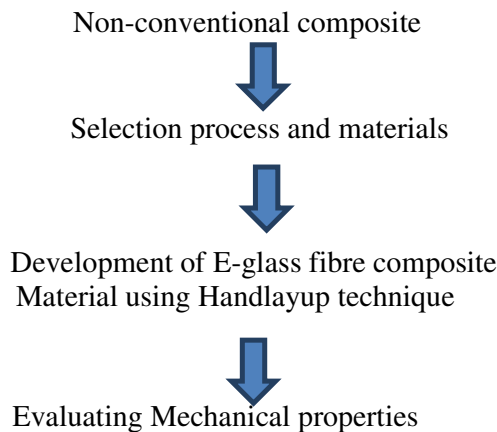 Non-conventional composite
Selection process and materials
Development of E-glass fibre composite
Material using Handlayup technique
Evaluating Mechanical properties